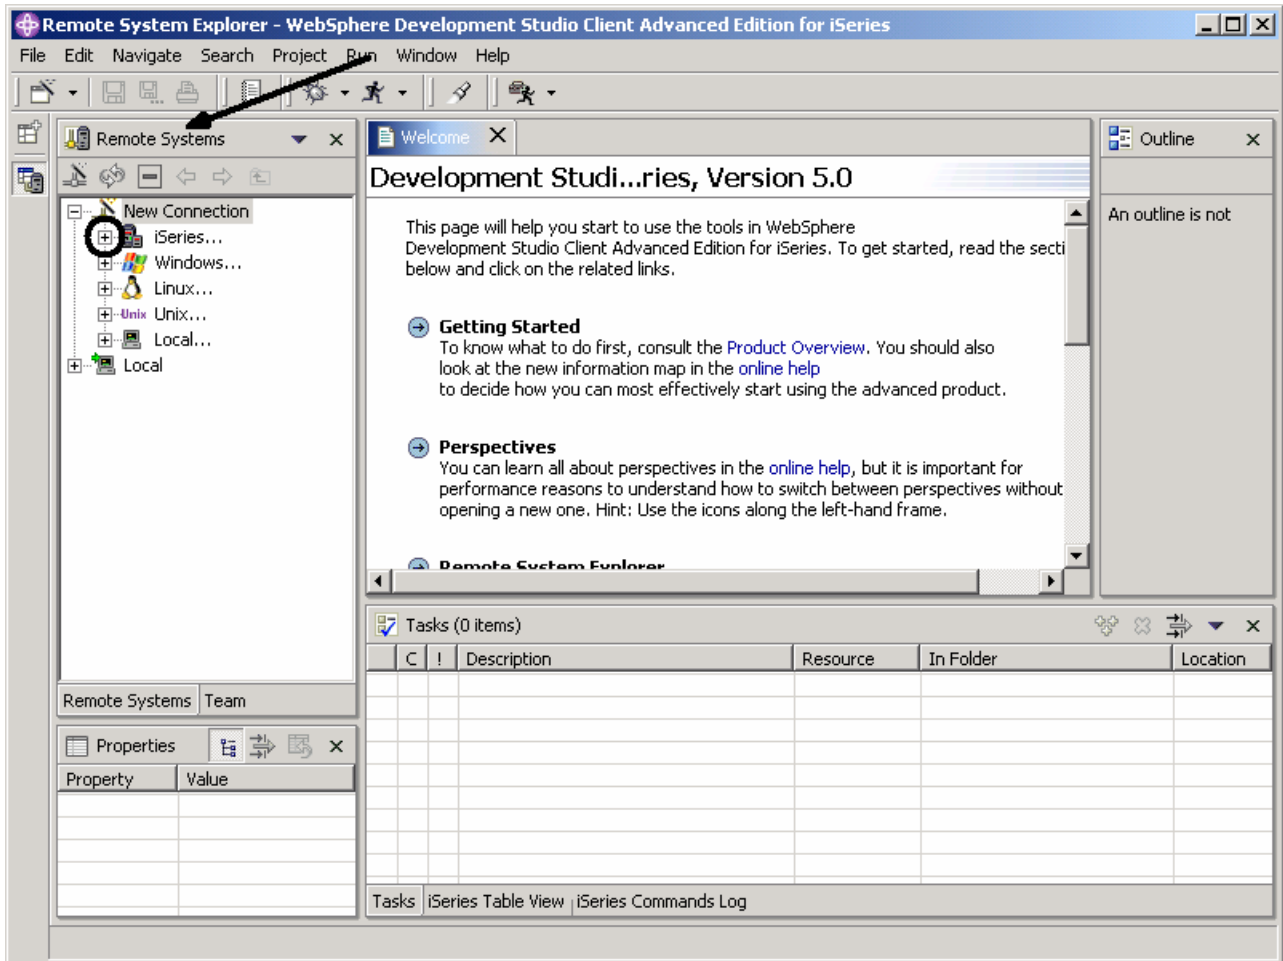 Remote System Explorer - WebSphere Development Studio Client Advanced Edition for iSeries
File Edit Navigate Search Project Run Window Help
Remote Systems
New Connection
iSeries...
Windows...
Linux...
Unix Unix...
Local...
Local
Remote Systems Team
Properties
Property Value
Welcome
Development Studi...ries, Version 5.0
This page will help you start to use the tools in WebSphere
Development Studio Client Advanced Edition for iSeries. To get started, read the secti
below and click on the related links.
Getting Started
To know what to do first, consult the Product Overview. You should also
look at the new information map in the online help
to decide how you can most effectively start using the advanced product.
Perspectives
You can learn all about perspectives in the online help, but it is important for
performance reasons to understand how to switch between perspectives without
opening a new one. Hint: Use the icons along the left-hand frame.
Remote System Explorer
Outline
An outline is not
Tasks (0 items)
C ! Description Resource In Folder Location
Tasks iSeries Table View iSeries Commands Log